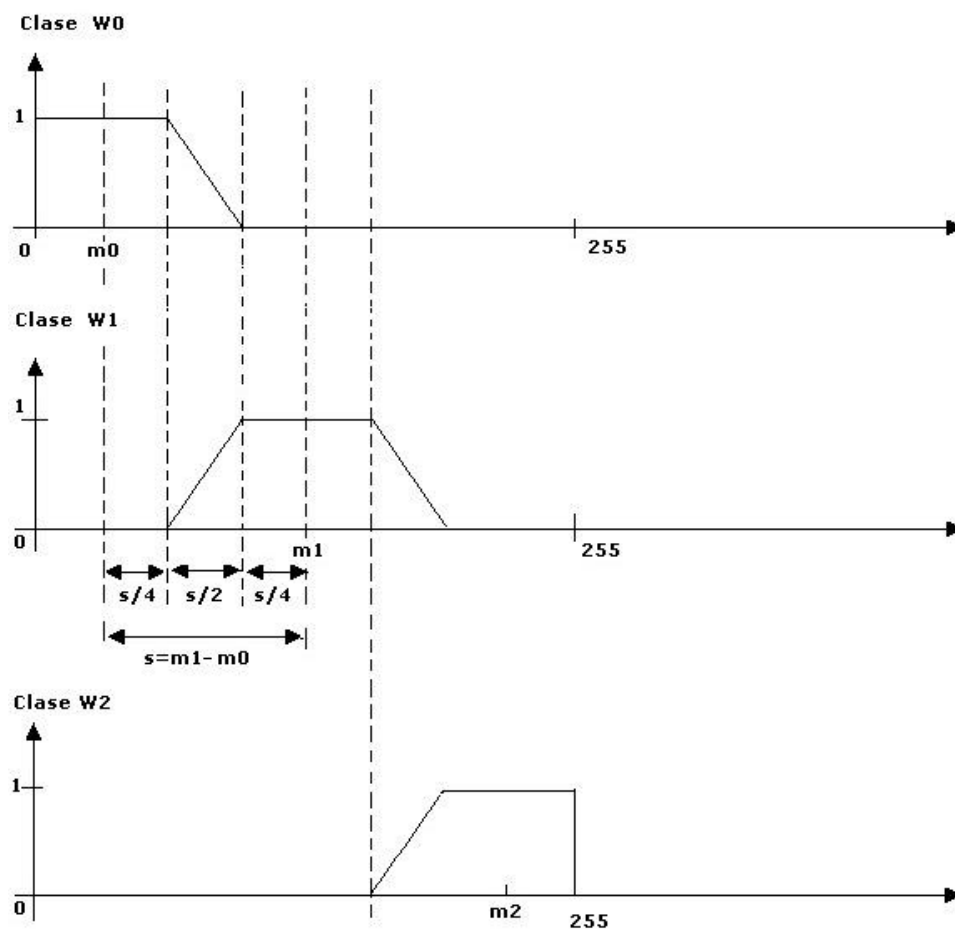 Clase W0
1
0 m0 255
Clase W1
1
0 m1 255
s/4 s/2 s/4
s=m1-m0
Clase W2
1
0 m2 255